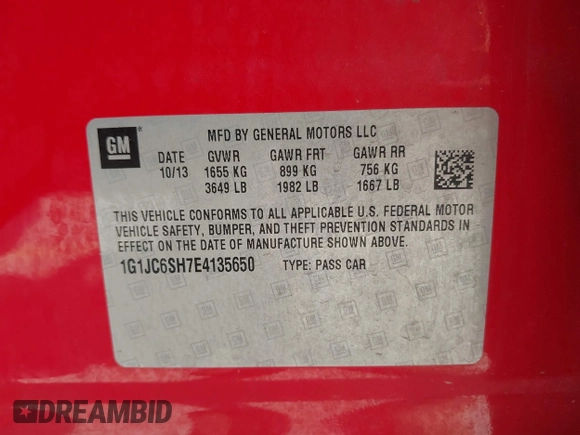 GM
MFD BY GENERAL MOTORS LLC
DATE GVWR GAWR FRT GAWR RR
10/13 1655 KG 899 KG 756 KG
3649 LB 1982 LB 1667 LB
THIS VEHICLE CONFORMS TO ALL APPLICABLE U.S. FEDERAL MOTOR
VEHICLE SAFETY, BUMPER, AND THEFT PREVENTION STANDARDS IN
EFFECT ON THE DATE OF MANUFACTURE SHOWN ABOVE.
1G1JC6SH7E4135650 TYPE: PASS CAR
DREAMBID